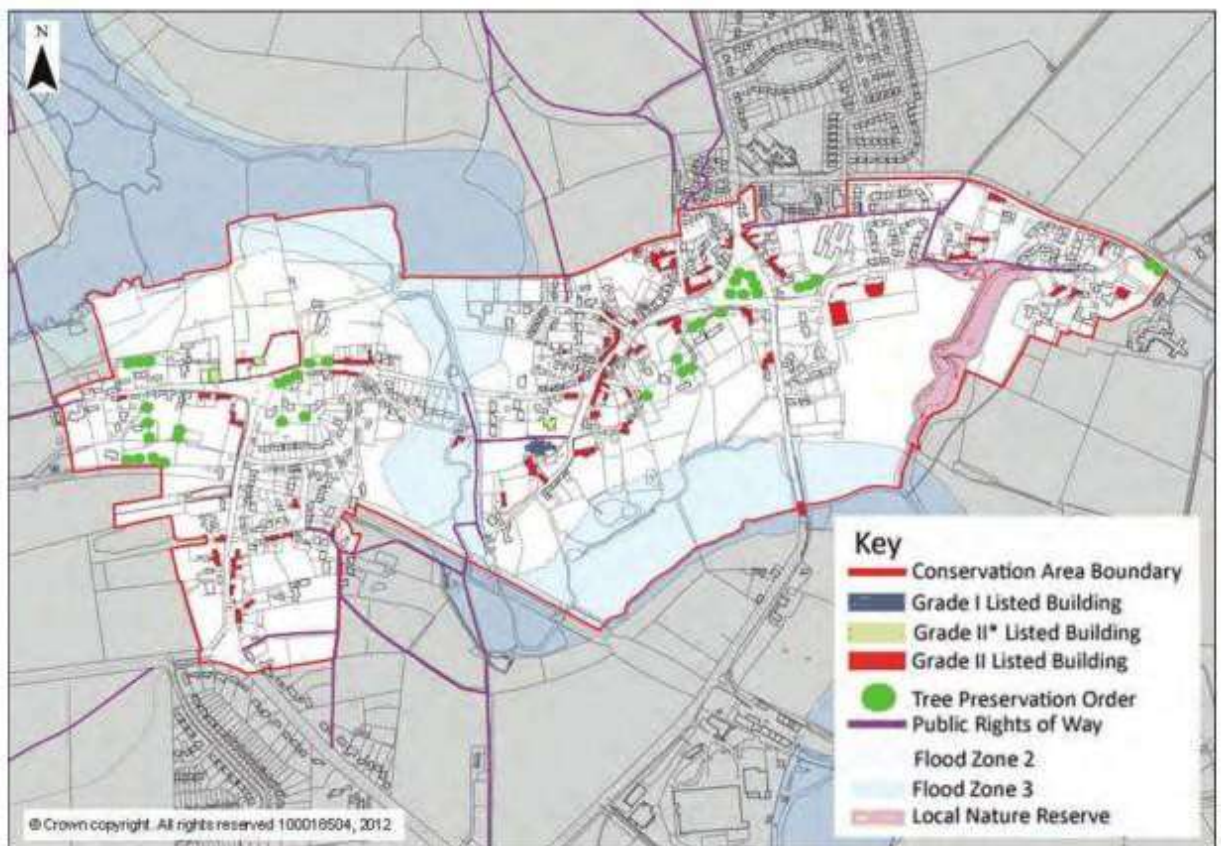 N
Key
Conservation Area Boundary
Grade I Listed Building
Grade II* Listed Building
Grade II Listed Building
Tree Preservation Order
Public Rights of Way
Flood Zone 2
Flood Zone 3
Local Nature Reserve
© Crown copyright. All rights reserved 100016504, 2012